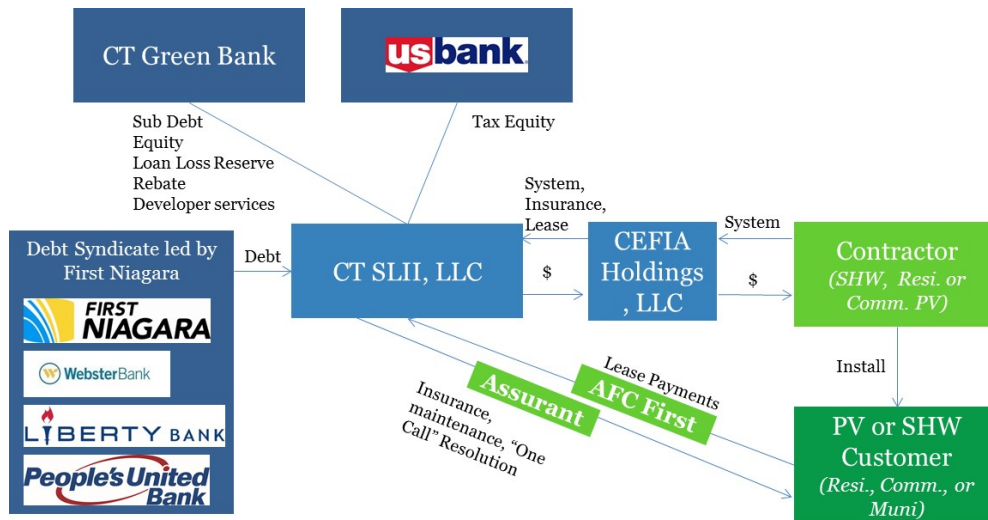 CT Green Bank
usbank
Sub Debt
Equity
Loan Loss Reserve
Rebate
Developer services
Tax Equity
System,
Insurance,
Lease
System
Debt Syndicate led by
First Niagara
FIRST
NIAGARA
WebsterBank
LIBERTY BANK
People's United
Bank
Debt
CT SLII, LLC
$
CEFIA
Holdings
, LLC
$
Contractor
(SHW, Resi. or
Comm. PV)
Install
Lease Payments
AFC First
Assurant
Insurance,
maintenance, “One
Call” Resolution
PV or SHW
Customer
(Resi., Comm., or
Muni)